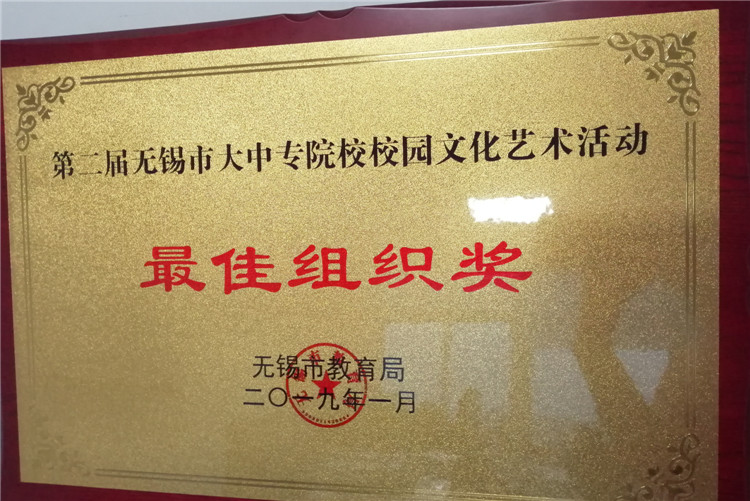 第二届无锡市大中专院校校园文化艺术活动
最佳组织奖
无锡市教育局
二〇一九年一月